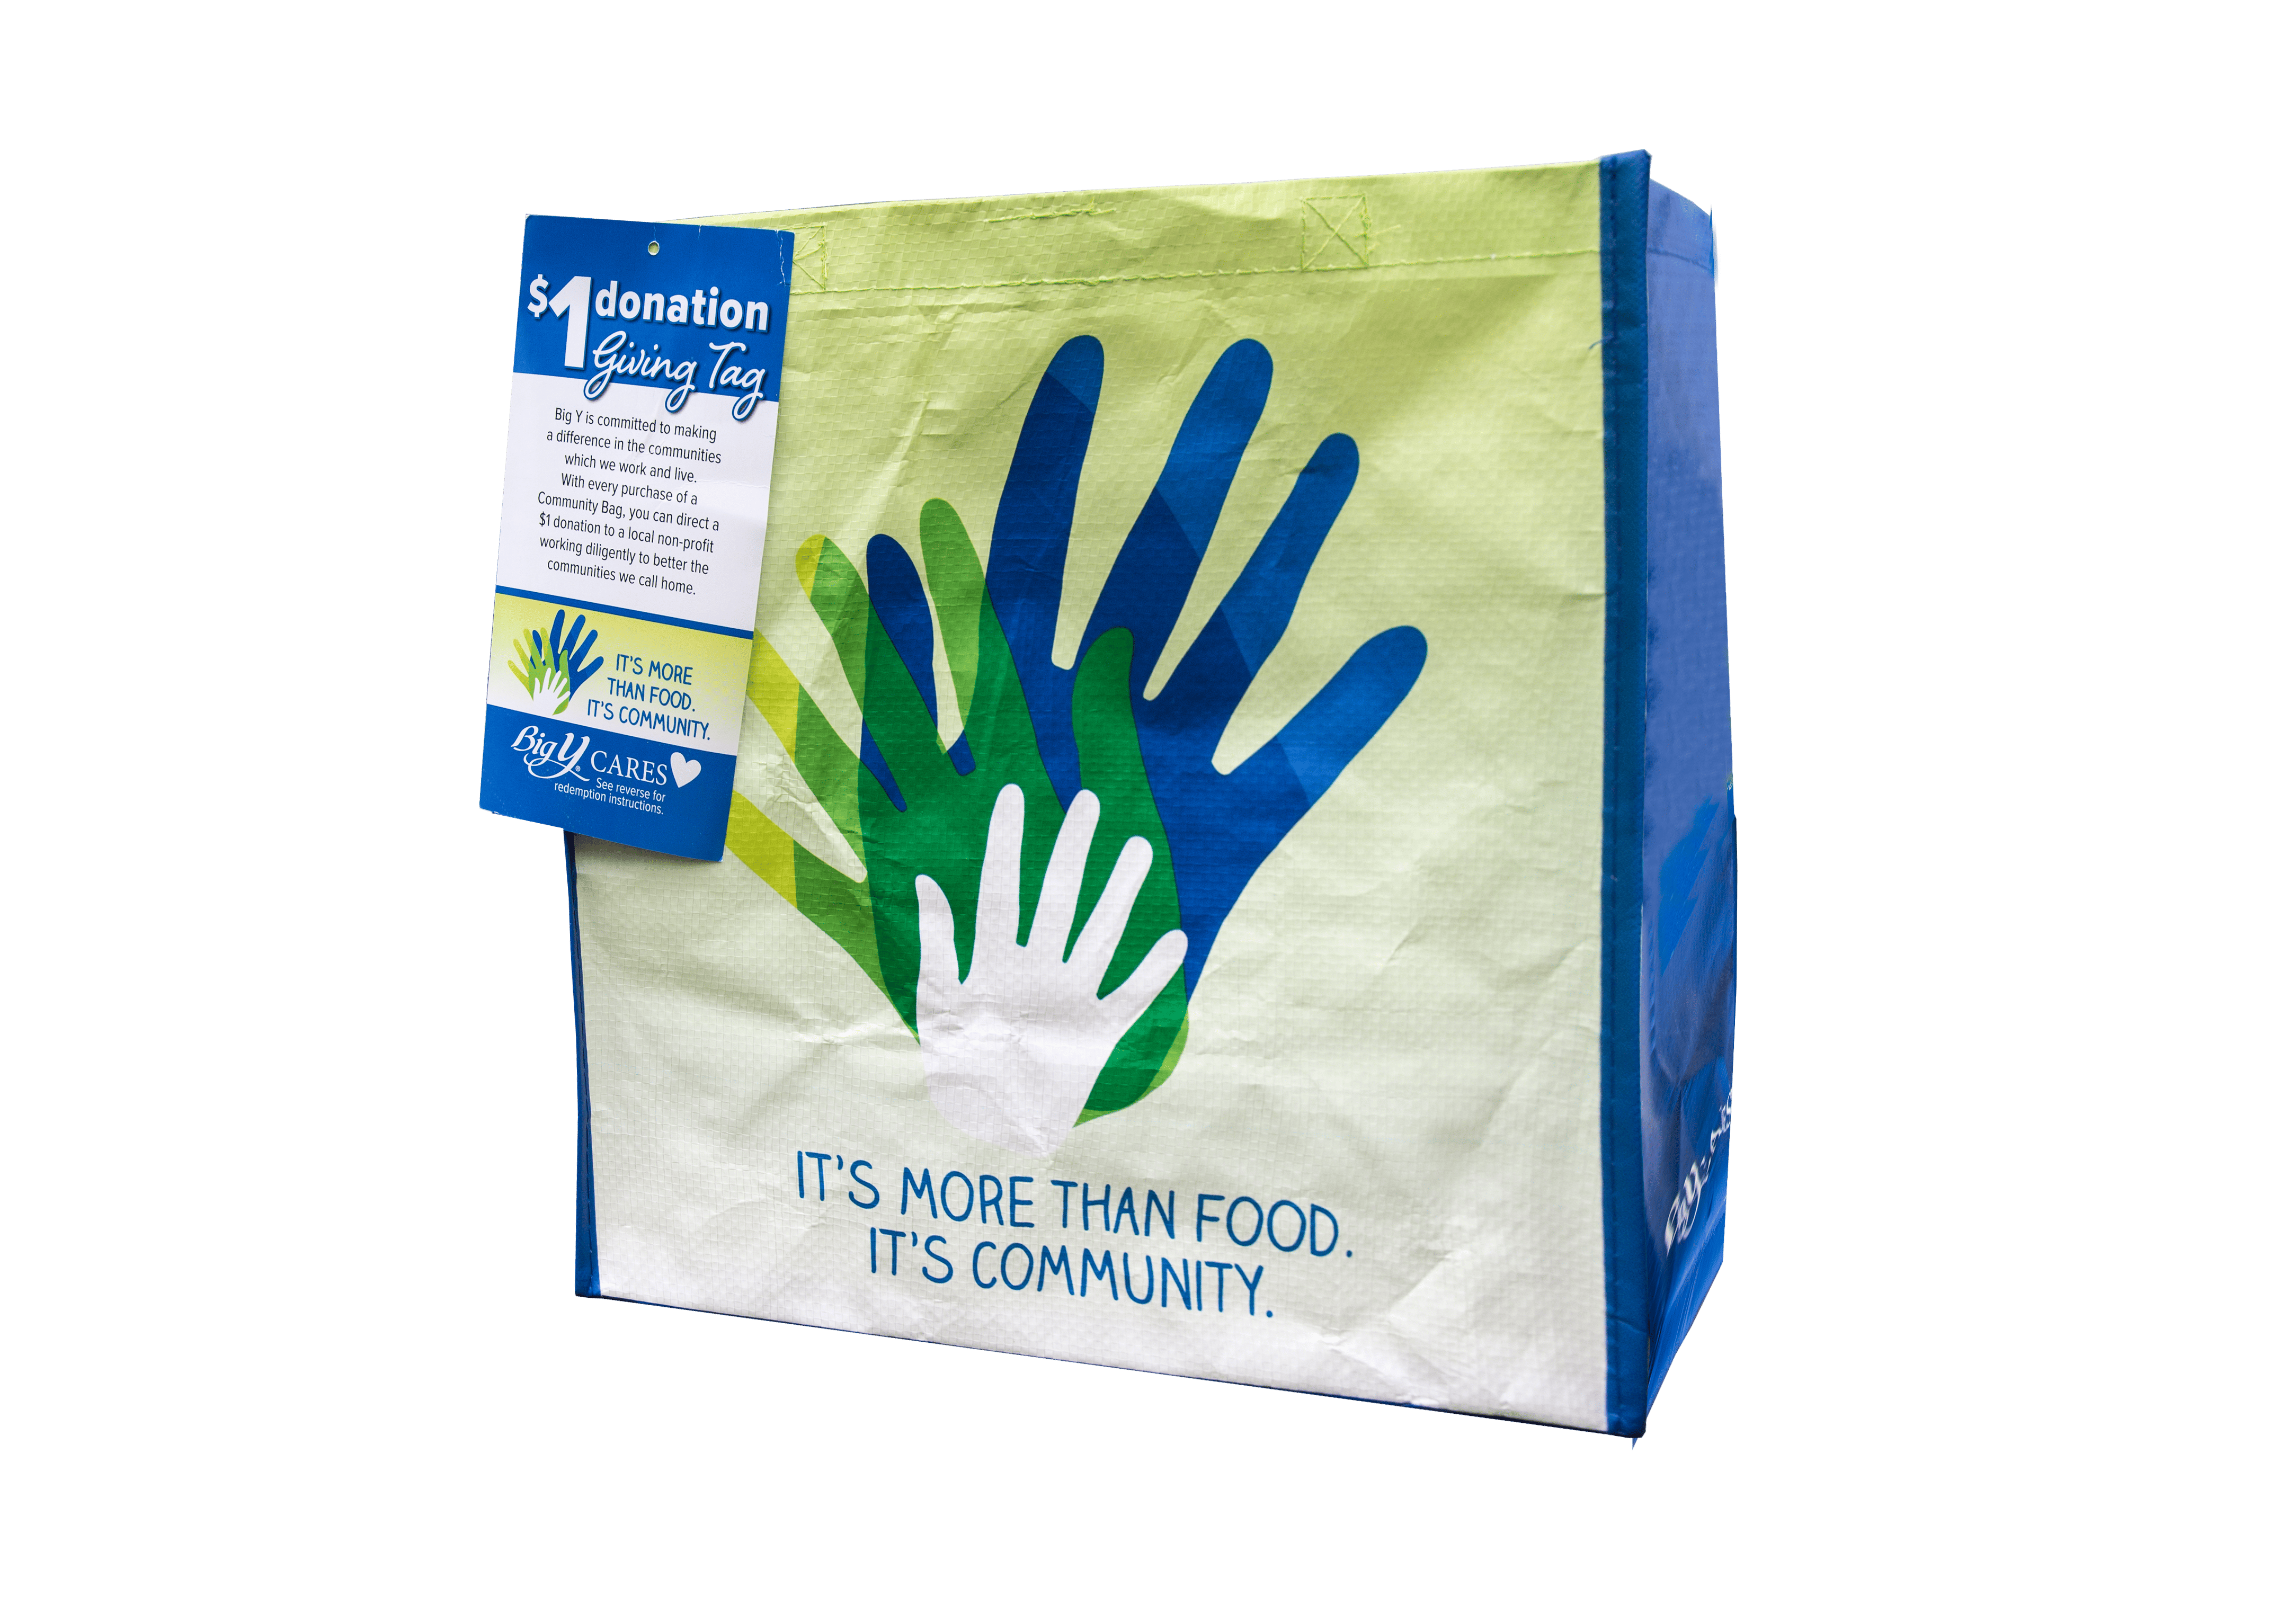 $1 donation
Giving Tag
Big Y is committed to making
a difference in the communities
which we work and live.
With every purchase of a
Community Bag, you can direct a
$1 donation to a local non-profit
working diligently to better the
communities we call home.
IT'S MORE
THAN FOOD.
IT'S COMMUNITY.
Big Y® CARES
See reverse for
redemption instructions.
IT'S MORE THAN FOOD.
IT'S COMMUNITY.